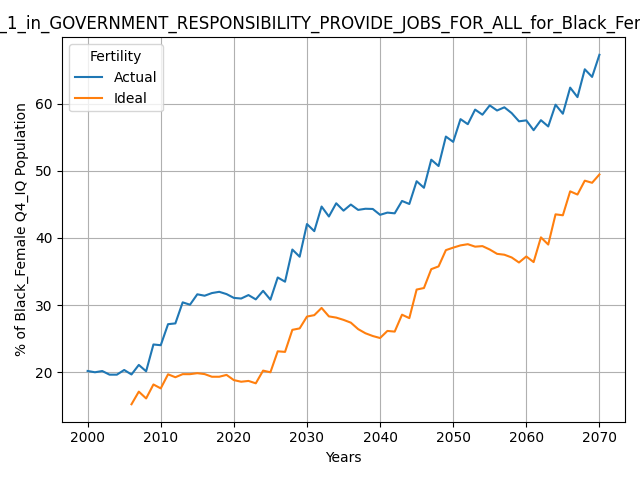 _1_in_GOVERNMENT_RESPONSIBILITY_PROVIDE_JOBS_FOR_ALL_for_Black_Fe
Fertility
Actual
Ideal
% of Black_Female Q4_IQ Population
60
50
40
30
20
2000 2010 2020 2030 2040 2050 2060 2070
Years